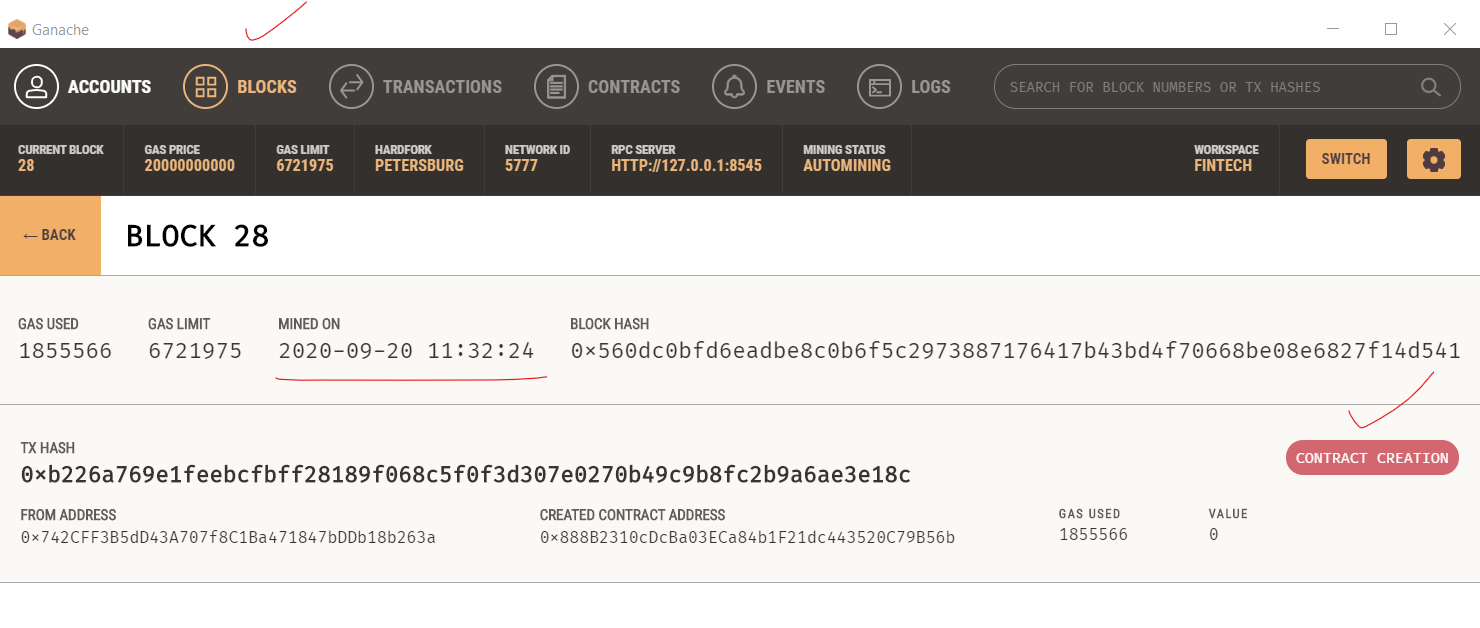 Ganache
ACCOUNTS BLOCKS TRANSACTIONS CONTRACTS EVENTS LOGS SEARCH FOR BLOCK NUMBERS OR TX HASHES
CURRENT BLOCK GAS PRICE GAS LIMIT HARDFORK NETWORK ID RPC SERVER MINING STATUS WORKSPACE
28 20000000000 6721975 PETERSBURG 5777 HTTP://127.0.0.1:8545 AUTOMINING FINTECH SWITCH
← BACK BLOCK 28
GAS USED GAS LIMIT MINED ON BLOCK HASH
1855566 6721975 2020-09-20 11:32:24 0×560dc0bfd6eadbe8c0b6f5c2973887176417b43bd4f70668be08e6827f14d541
TX HASH
0×b226a769e1feebcfbff28189f068c5f0f3d307e0270b49c9b8fc2b9a6ae3e18c CONTRACT CREATION
FROM ADDRESS CREATED CONTRACT ADDRESS GAS USED VALUE
0×742CFF3B5dD43A707f8C1Ba471847bDDb18b263a 0×888B2310cDcBa03ECa84b1F21dc443520C79B56b 1855566 0